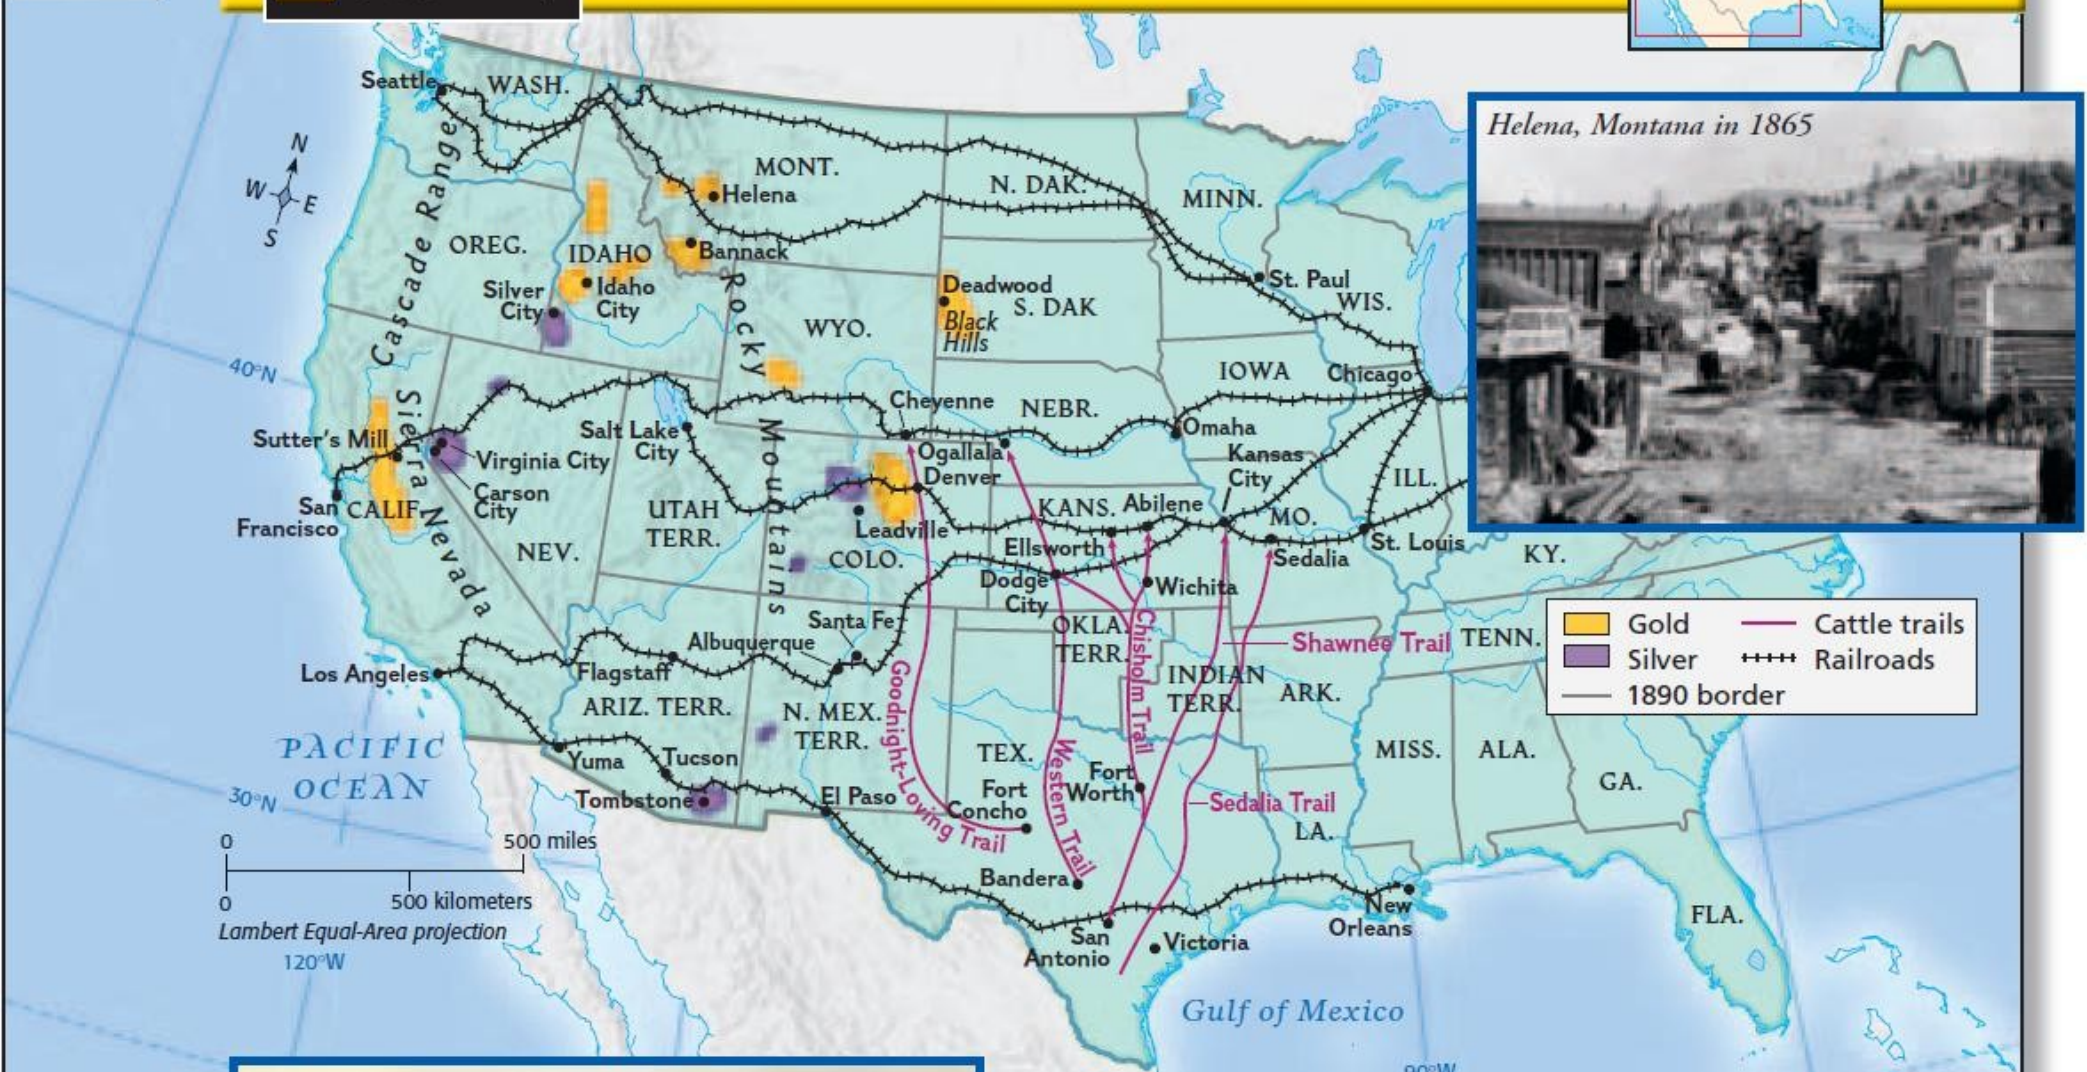 Seattle
WASH.
Cascade Range
MONT.
Helena
N. DAK.
MINN.
Helena, Montana in 1865
N
W
E
S
OREG.
IDAHO
Bannack
Silver
City
Idaho
City
Rocky
Mountains
WYO.
Deadwood
Black
Hills
S. DAK
St. Paul
WIS.
40°N
IOWA
Chicago
Sierra
Nevada
Cheyenne
NEBR.
Omaha
Sutter's Mill
Virginia City
Carson
City
Salt Lake
City
Ogallala
Denver
Kansas
City
ILL.
San
Francisco
CALIF.
NEV.
UTAH
TERR.
Leadville
COLO.
KANS.
Abilene
Ellsworth
MO.
Sedalia
St. Louis
KY.
Dodge
City
Wichita
Santa Fe
Albuquerque
OKLA.
TERR.
Chisholm Trail
Shawnee Trail
INDIAN
TERR.
ARK.
TENN.
Gold
Cattle trails
Silver
Railroads
1890 border
Los Angeles
Flagstaff
ARIZ. TERR.
N. MEX.
TERR.
Goodnight-Loving Trail
TEX.
Western Trail
MISS.
ALA.
GA.
PACIFIC
OCEAN
Yuma
Tucson
Tombstone
El Paso
Fort
Concho
Fort
Worth
Sedalia Trail
LA.
30°N
0
500 miles
0
500 kilometers
Lambert Equal-Area projection
120°W
Bandera
San
Antonio
Victoria
New
Orleans
FLA.
Gulf of Mexico
90°W